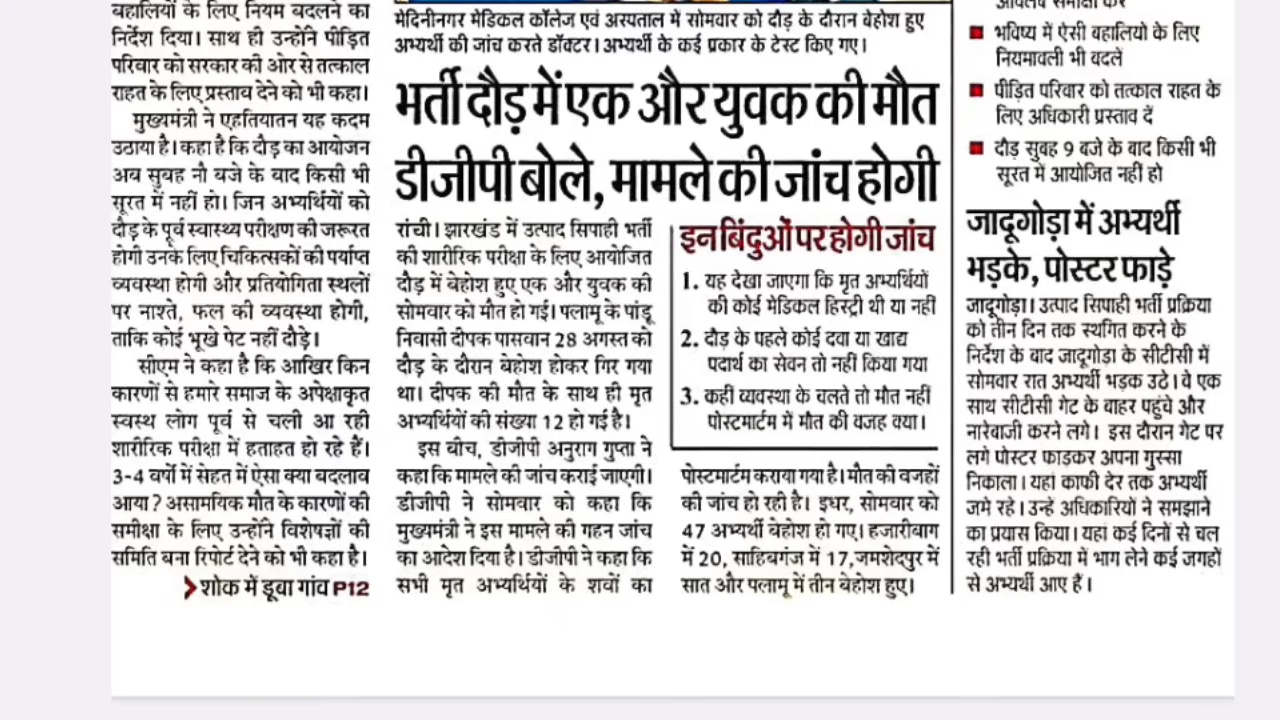 बहालियों के लिए नियम बदलने का
निर्देश दिया। साथ ही उन्होंने पीड़ित
परिवार को सरकार की ओर से तत्काल
राहत के लिए प्रस्ताव देने को भी कहा।
मुख्यमंत्री ने एहतियातन यह कदम
उठाया है। कहा है कि दौड़ का आयोजन
अब सुबह नौ बजे के बाद किसी भी
सूरत में नहीं हो। जिन अभ्यर्थियों को
दौड़ के पूर्व स्वास्थ्य परीक्षण की जरूरत
होगी उनके लिए चिकित्सकों की पर्याप्त
व्यवस्था होगी और प्रतियोगिता स्थलों
पर नाश्ते, फल की व्यवस्था होगी,
ताकि कोई भूखे पेट नहीं दौड़े।
सीएम ने कहा है कि आखिर किन
कारणों से हमारे समाज के अपेक्षाकृत
स्वस्थ लोग पूर्व से चली आ रही
शारीरिक परीक्षा में हताहत हो रहे हैं।
3-4 वर्षों में सेहत में ऐसा क्या बदलाव
आया? असामयिक मौत के कारणों की
समीक्षा के लिए उन्होंने विशेषज्ञों की
समिति बना रिपोर्ट देने को भी कहा है।
शोक में डूबा गांव P12
मेदिनीनगर मेडिकल कॉलेज एवं अस्पताल में सोमवार को दौड़ के दौरान बेहोश हुए
अभ्यर्थी की जांच करते डॉक्टर। अभ्यर्थी के कई प्रकार के टेस्ट किए गए।
भर्ती दौड़ में एक और युवक की मौत
डीजीपी बोले, मामले की जांच होगी
रांची। झारखंड में उत्पाद सिपाही भर्ती
की शारीरिक परीक्षा के लिए आयोजित
दौड़ में बेहोश हुए एक और युवक की
सोमवार को मौत हो गई। पलामू के पांडू
निवासी दीपक पासवान 28 अगस्त को
दौड़ के दौरान बेहोश होकर गिर गया
था। दीपक की मौत के साथ ही मृत
अभ्यर्थियों की संख्या 12 हो गई है।
इस बीच, डीजीपी अनुराग गुप्ता ने
कहा कि मामले की जांच कराई जाएगी।
डीजीपी ने सोमवार को कहा कि
मुख्यमंत्री ने इस मामले की गहन जांच
का आदेश दिया है। डीजीपी ने कहा कि
सभी मृत अभ्यर्थियों के शवों का
इन बिंदुओं पर होगी जांच
1. यह देखा जाएगा कि मृत अभ्यर्थियों
की कोई मेडिकल हिस्ट्री थी या नहीं
2. दौड़ के पहले कोई दवा या खाद्य
पदार्थ का सेवन तो नहीं किया गया
3. कहीं व्यवस्था के चलते तो मौत नहीं
पोस्टमार्टम में मौत की वजह क्या।
पोस्टमार्टम कराया गया है। मौत की वजहों
की जांच हो रही है। इधर, सोमवार को
47 अभ्यर्थी बेहोश हो गए। हजारीबाग
में 20, साहिबगंज में 17,जमशेदपुर में
सात और पलामू में तीन बेहोश हुए।
भविष्य में ऐसी बहालियो के लिए
नियमावली भी बदलें
पीड़ित परिवार को तत्काल राहत के
लिए अधिकारी प्रस्ताव दें
दौड़ सुबह 9 बजे के बाद किसी भी
सूरत में आयोजित नहीं हो
जादूगोड़ा में अभ्यर्थी
भड़के, पोस्टर फाड़े
जादूगोड़ा। उत्पाद सिपाही भर्ती प्रक्रिया
को तीन दिन तक स्थगित करने के
निर्देश के बाद जादूगोड़ा के सीटीसी में
सोमवार रात अभ्यर्थी भड़क उठे। वे एक
साथ सीटीसी गेट के बाहर पहुंचे और
नारेबाजी करने लगे। इस दौरान गेट पर
लगे पोस्टर फाड़कर अपना गुस्सा
निकाला। यहां काफी देर तक अभ्यर्थी
जमे रहे। उन्हें अधिकारियों ने समझाने
का प्रयास किया। यहां कई दिनों से चल
रही भर्ती प्रक्रिया में भाग लेने कई जगहों
से अभ्यर्थी आए हैं।